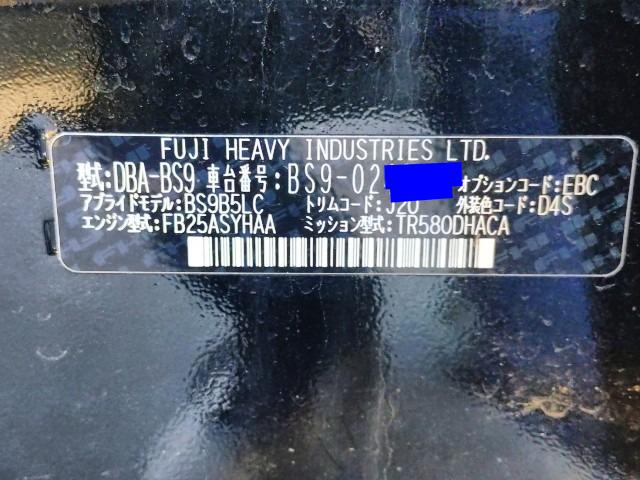 FUJI HEAVY INDUSTRIES LTD.
型式:DBA-BS9 車台番号:BS9-02 オプションコード:EBC
アプライドモデル:BS9B5LC トリムコード:J20 外装色コード:D4S
エンジン型式:FB25ASYHAA ミッション型式:TR580DHACA